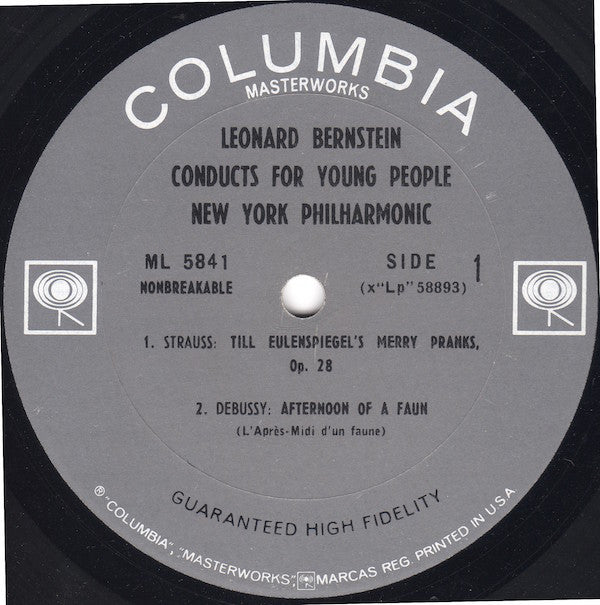 COLUMBIA
MASTERWORKS
LEONARD BERNSTEIN
CONDUCTS FOR YOUNG PEOPLE
NEW YORK PHILHARMONIC
ML 5841
NONBREAKABLE
SIDE 1
(x"Lp" 58893)
1. STRAUSS: TILL EULENSPIEGEL'S MERRY PRANKS,
Op. 28
2. DEBUSSY: AFTERNOON OF A FAUN
(L'Après-Midi d'un faune)
GUARANTEED HIGH FIDELITY
® "COLUMBIA", "MASTERWORKS", MARCAS REG. PRINTED IN U.S.A.